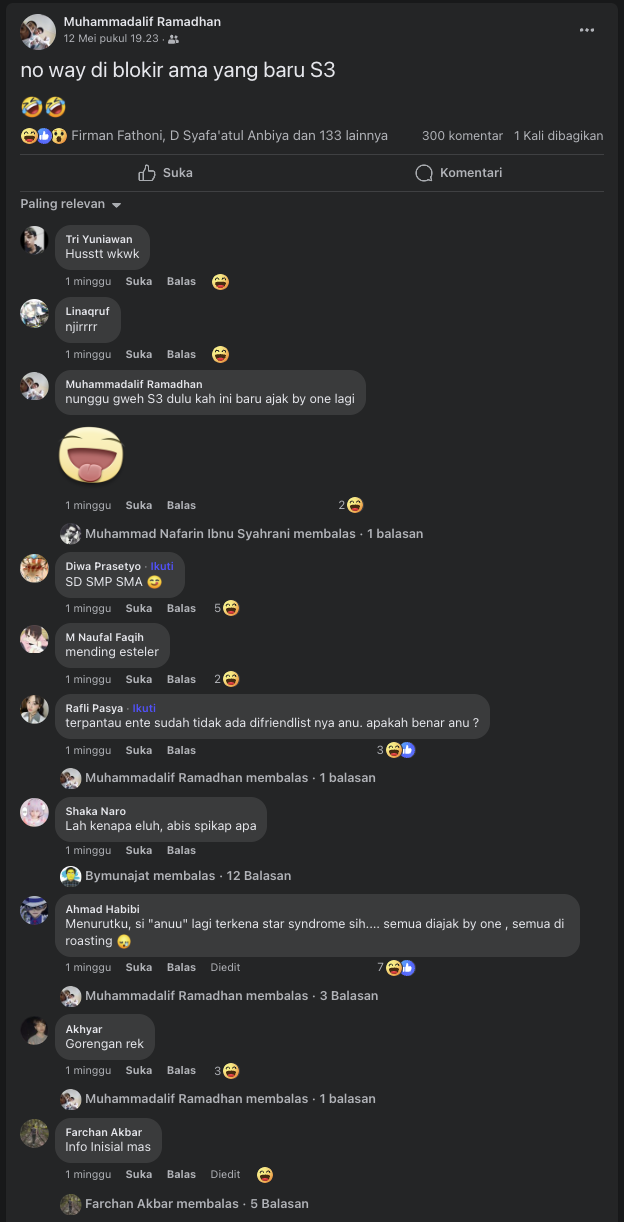 Muhammadalif Ramadhan
12 Mei pukul 19.23 ·
no way di blokir ama yang baru S3
🤣🤣
Firman Fathoni, D Syafa'atul Anbiya dan 133 lainnya 300 komentar 1 Kali dibagikan
Suka Komentari
Paling relevan
Tri Yuniawan
Husstt wkwk
1 minggu Suka Balas
Linaqruf
njirrrr
1 minggu Suka Balas
Muhammadalif Ramadhan
nunggu gweh S3 dulu kah ini baru ajak by one lagi
1 minggu Suka Balas 2
Muhammad Nafarin Ibnu Syahrani membalas · 1 balasan
Diwa Prasetyo · Ikuti
SD SMP SMA 😅
1 minggu Suka Balas 5
M Naufal Faqih
mending esteler
1 minggu Suka Balas 2
Rafli Pasya · Ikuti
terpantau ente sudah tidak ada difriendlist nya anu. apakah benar anu ?
1 minggu Suka Balas 3
Muhammadalif Ramadhan membalas · 1 balasan
Shaka Naro
Lah kenapa eluh, abis spikap apa
1 minggu Suka Balas
Bymunajat membalas · 12 Balasan
Ahmad Habibi
Menurutku, si "anuu" lagi terkena star syndrome sih.... semua diajak by one , semua di
roasting 😪
1 minggu Suka Balas Diedit 7
Muhammadalif Ramadhan membalas · 3 Balasan
Akhyar
Gorengan rek
1 minggu Suka Balas 3
Muhammadalif Ramadhan membalas · 1 balasan
Farchan Akbar
Info Inisial mas
1 minggu Suka Balas Diedit
Farchan Akbar membalas · 5 Balasan